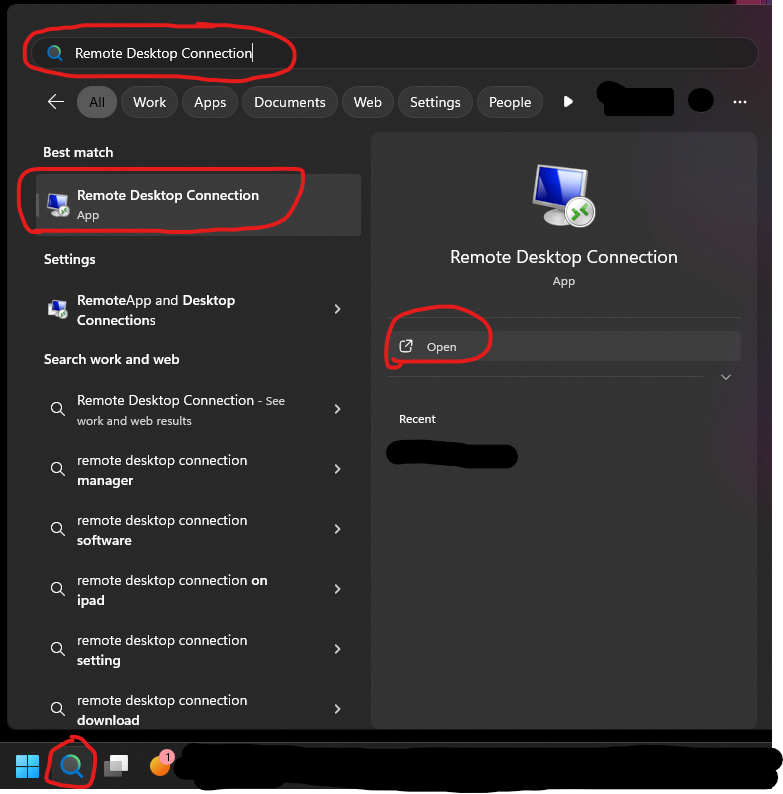 Remote Desktop Connection
All Work Apps Documents Web Settings People
Best match
Remote Desktop Connection
App
Settings
RemoteApp and Desktop
Connections
Search work and web
Remote Desktop Connection - See
work and web results
remote desktop connection
manager
remote desktop connection
software
remote desktop connection on
ipad
remote desktop connection
setting
remote desktop connection
download
Remote Desktop Connection
App
Open
Recent
1